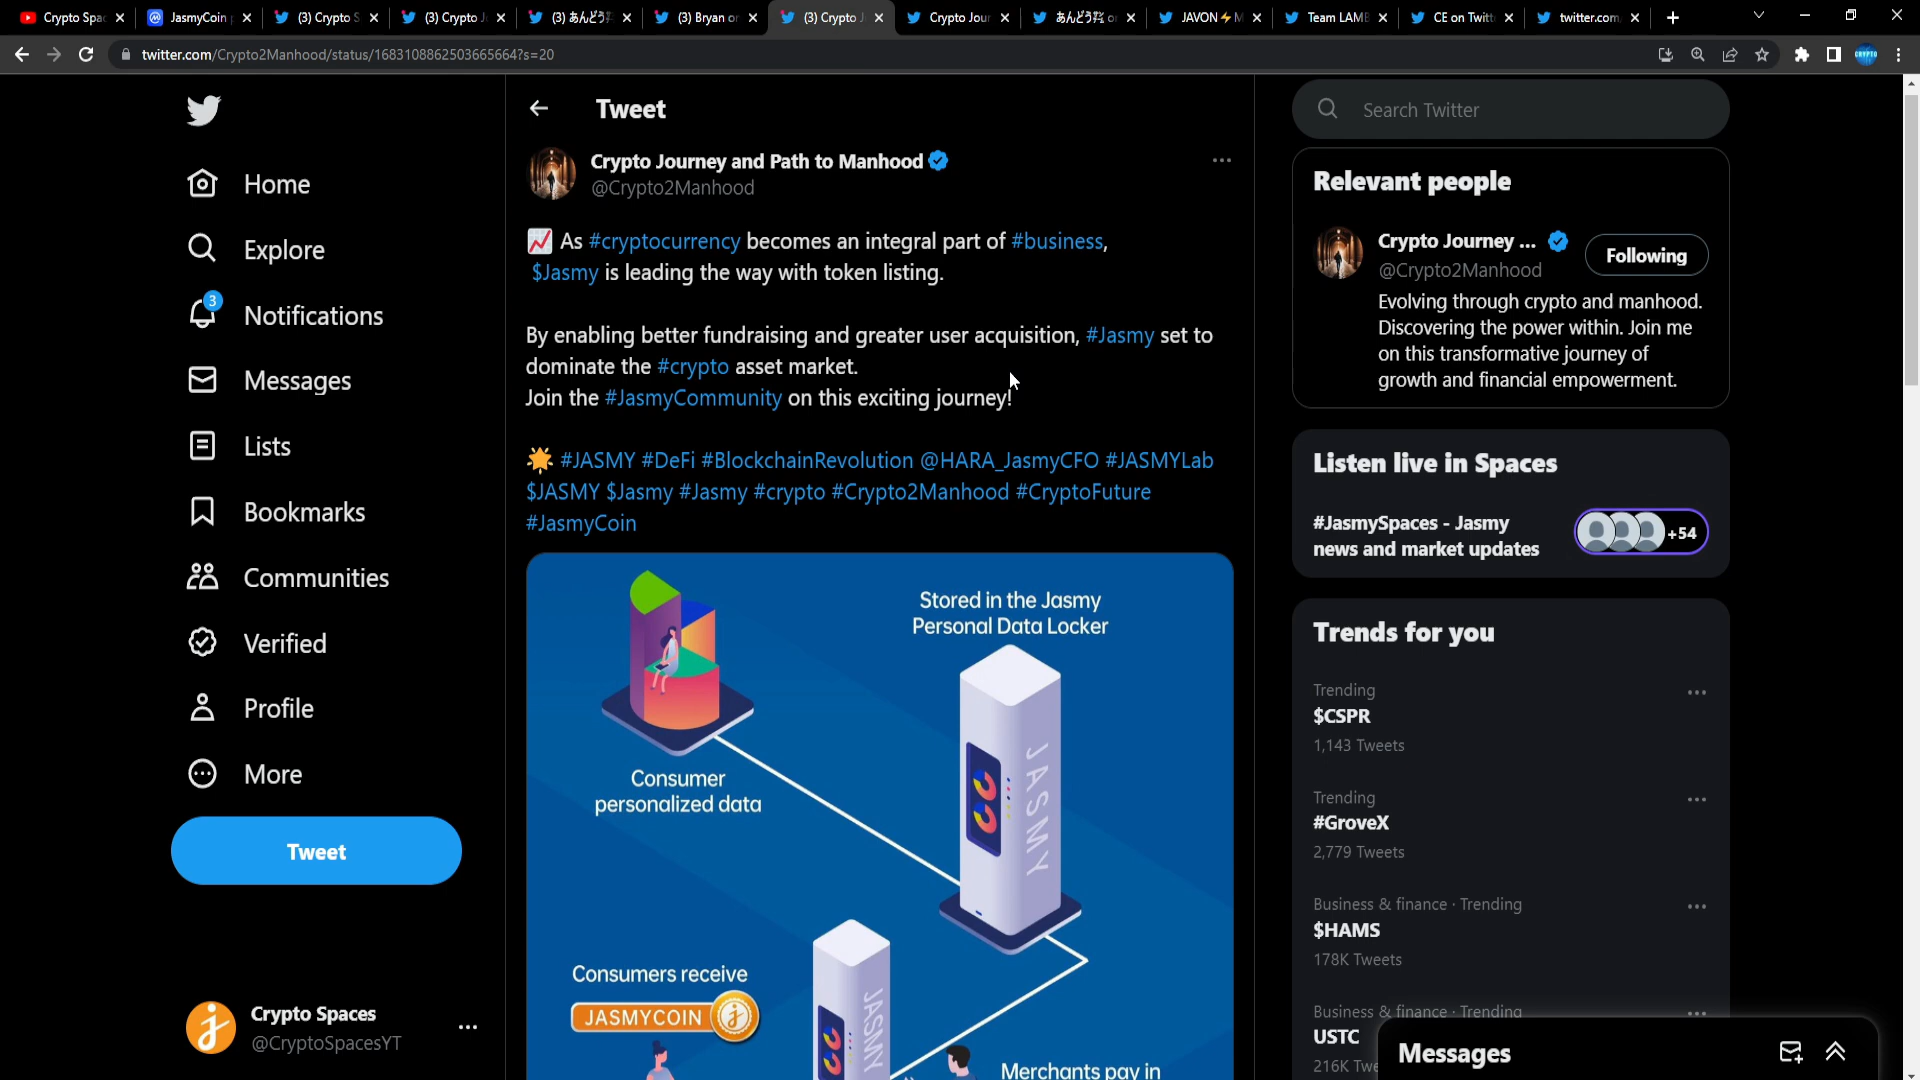 Crypto Spa
JasmyCoin
(3) Crypto S
(3) Crypto J
(3) あんどう
(3) Bryan or
(3) Crypto J
Crypto Jour
あんどう
JAVON⚡M
Team LAMB
CE on Twitt
twitter.com
twitter.com/Crypto2Manhood/status/1683108862503665664?s=20
Home
Explore
3
Notifications
Messages
Lists
Bookmarks
Communities
Verified
Profile
More
Tweet
Crypto Spaces
@CryptoSpacesYT
Tweet
Crypto Journey and Path to Manhood
@Crypto2Manhood
📈 As #cryptocurrency becomes an integral part of #business,
$Jasmy is leading the way with token listing.
By enabling better fundraising and greater user acquisition, #Jasmy set to
dominate the #crypto asset market.
Join the #JasmyCommunity on this exciting journey!
🌟 #JASMY #DeFi #BlockchainRevolution @HARA_JasmyCFO #JASMYLab
$JASMY $Jasmy #Jasmy #crypto #Crypto2Manhood #CryptoFuture
#JasmyCoin
Stored in the Jasmy
Personal Data Locker
JASMY
Consumer
personalized data
Consumers receive
JASMYCOIN
JASMY
Merchants pay in
Search Twitter
Relevant people
Crypto Journey ...
@Crypto2Manhood
Following
Evolving through crypto and manhood.
Discovering the power within. Join me
on this transformative journey of
growth and financial empowerment.
Listen live in Spaces
#JasmySpaces - Jasmy
news and market updates
+54
Trends for you
Trending
$CSPR
1,143 Tweets
Trending
#GroveX
2,779 Tweets
Business & finance · Trending
$HAMS
178K Tweets
Business & finance · Trending
USTC
216K Twe
Messages